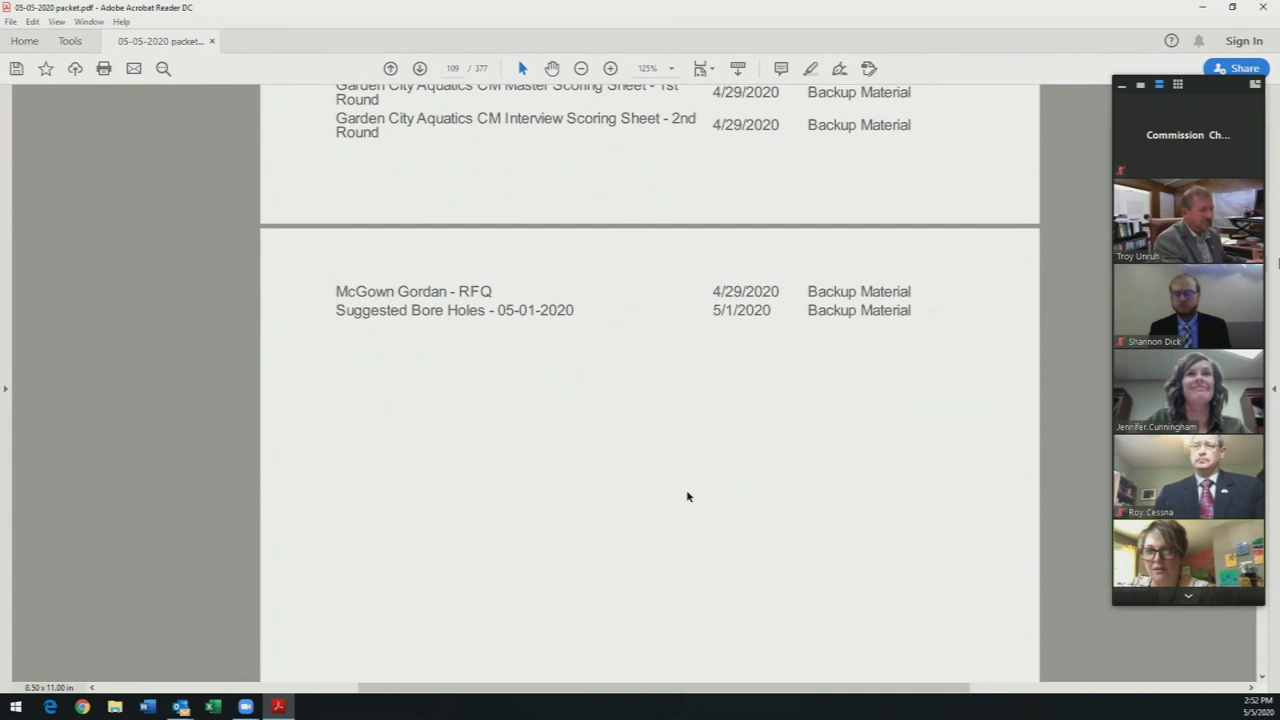 05-05-2020 packet.pdf - Adobe Acrobat Reader DC
File Edit View Window Help
Home Tools 05-05-2020 packet... × Sign In
109 / 377 125% Share
Garden City Aquatics CM Master Scoring Sheet - 1st
Round 4/29/2020 Backup Material
Garden City Aquatics CM Interview Scoring Sheet - 2nd
Round 4/29/2020 Backup Material
McGown Gordan - RFQ 4/29/2020 Backup Material
Suggested Bore Holes - 05-01-2020 5/1/2020 Backup Material
Commission Ch...
Troy Unruh
Shannon Dick
Jennifer.Cunningham
Roy Cessna
8.50 x 11.00 in
2:52 PM
5/5/2020